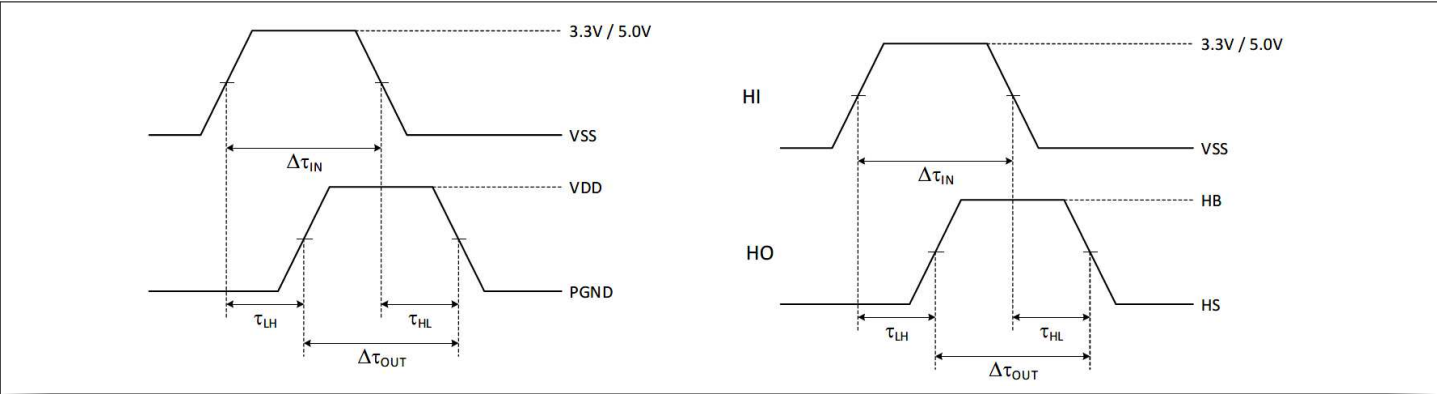 3.3V / 5.0V
VSS
ΔτIN
VDD
PGND
τLH
τHL
ΔτOUT
3.3V / 5.0V
HI
VSS
ΔτIN
HB
HO
HS
τLH
τHL
ΔτOUT